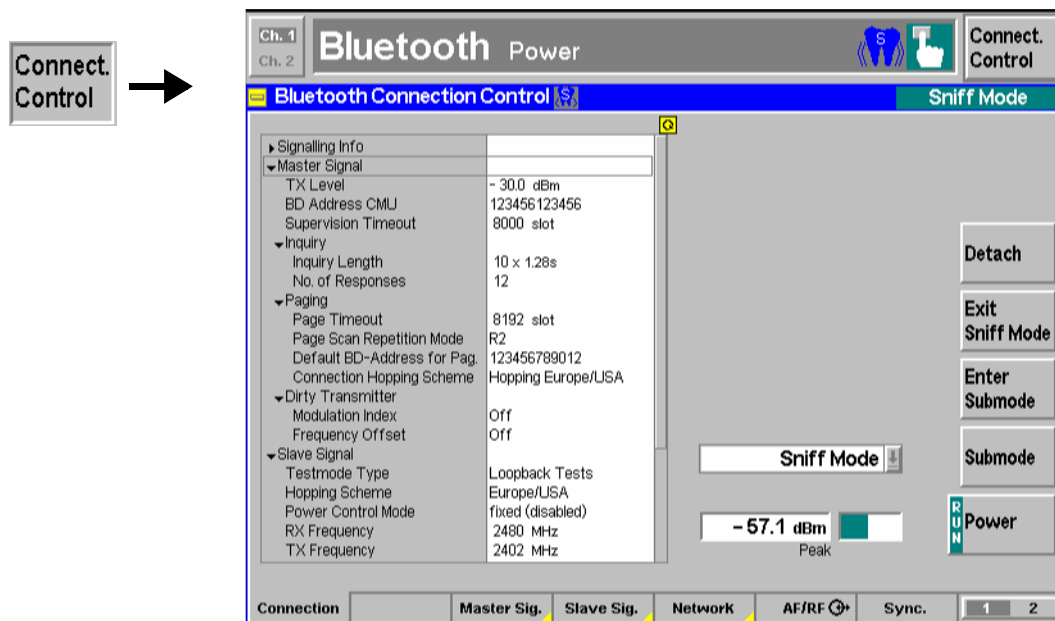 Connect.
Control
Ch. 1
Ch. 2
Bluetooth Power
S
Connect.
Control
Bluetooth Connection Control S
Sniff Mode
Signalling Info
Master Signal
TX Level - 30.0 dBm
BD Address CMU 123456123456
Supervision Timeout 8000 slot
Inquiry
Inquiry Length 10 x 1.28s
No. of Responses 12
Paging
Page Timeout 8192 slot
Page Scan Repetition Mode R2
Default BD-Address for Pag. 123456789012
Connection Hopping Scheme Hopping Europe/USA
Dirty Transmitter
Modulation Index Off
Frequency Offset Off
Slave Signal
Testmode Type Loopback Tests
Hopping Scheme Europe/USA
Power Control Mode fixed (disabled)
RX Frequency 2480 MHz
TX Frequency 2402 MHz
Sniff Mode
- 57.1 dBm
Peak
Detach
Exit
Sniff Mode
Enter
Submode
Submode
RUN
Power
Connection Master Sig. Slave Sig. Network AF/RF Sync. 1 2